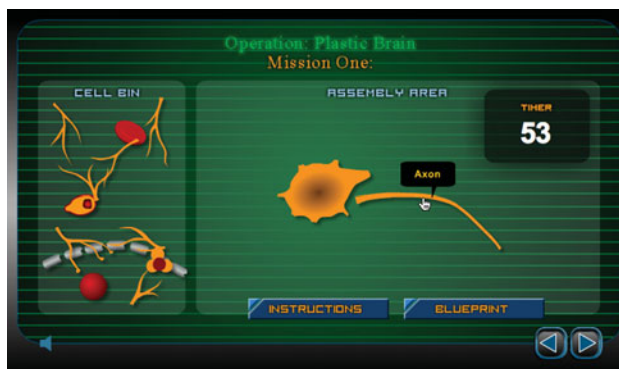 Operation: Plastic Brain
Mission One:
CELL BIN
ASSEMBLY AREA
TIMER
53
Axon
INSTRUCTIONS
BLUEPRINT